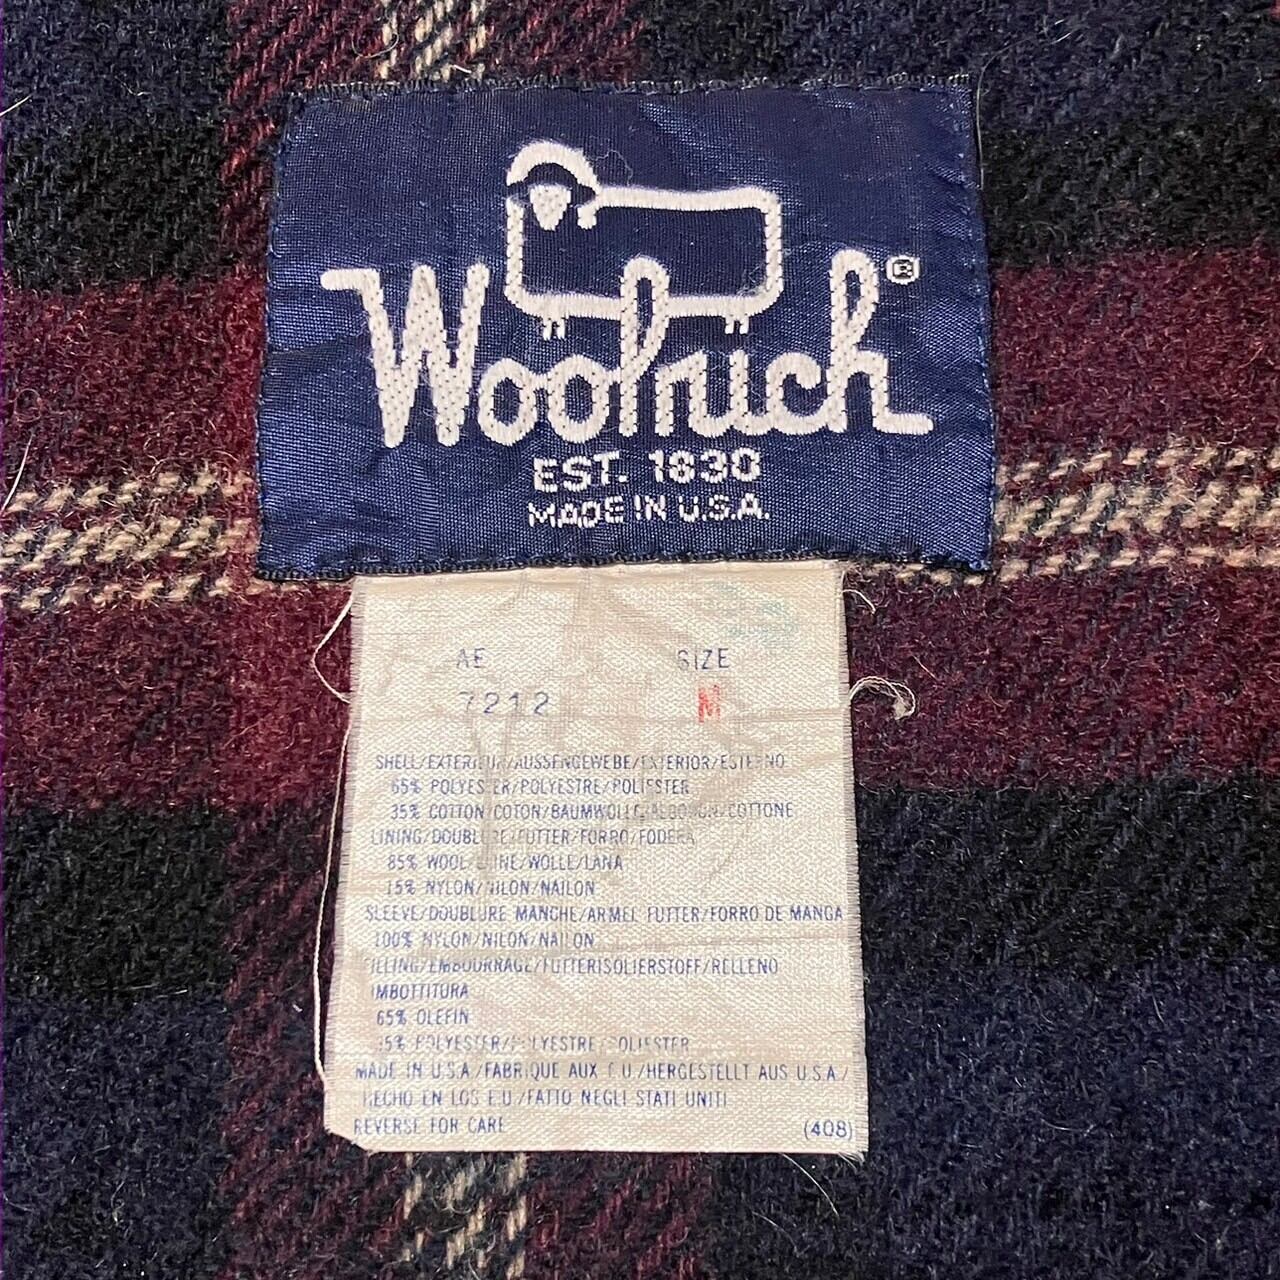 Woolrich®
EST. 1830
MADE IN U.S.A.
AE SIZE
7212 M
SHELL/EXTERIEUR/AUSSENGEWEBE/EXTERIOR/ESTERNO
65% POLYESTER/POLYESTRE/POLIESTER
35% COTTON/COTON/BAUMWOLLE/ALGODON/COTTONE
LINING/DOUBLURE/FUTTER/FORRO/FODERA
85% WOOL/LAINE/WOLLE/LANA
15% NYLON/NILON/NAILON
SLEEVE/DOUBLURE MANCHE/ARMEL FUTTER/FORRO DE MANGA
100% NYLON/NILON/NAILON
FILLING/EMBOURRAGE/FUTTERISOLIERSTOFF/RELLENO
IMBOTTITURA
65% OLEFIN
35% POLYESTER/POLYESTRE/POLIESTER
MADE IN U.S.A./FABRIQUE AUX E.U./HERGESTELLT AUS U.S.A./
HECHO EN LOS E.U./FATTO NEGLI STATI UNITI
REVERSE FOR CARE (408)